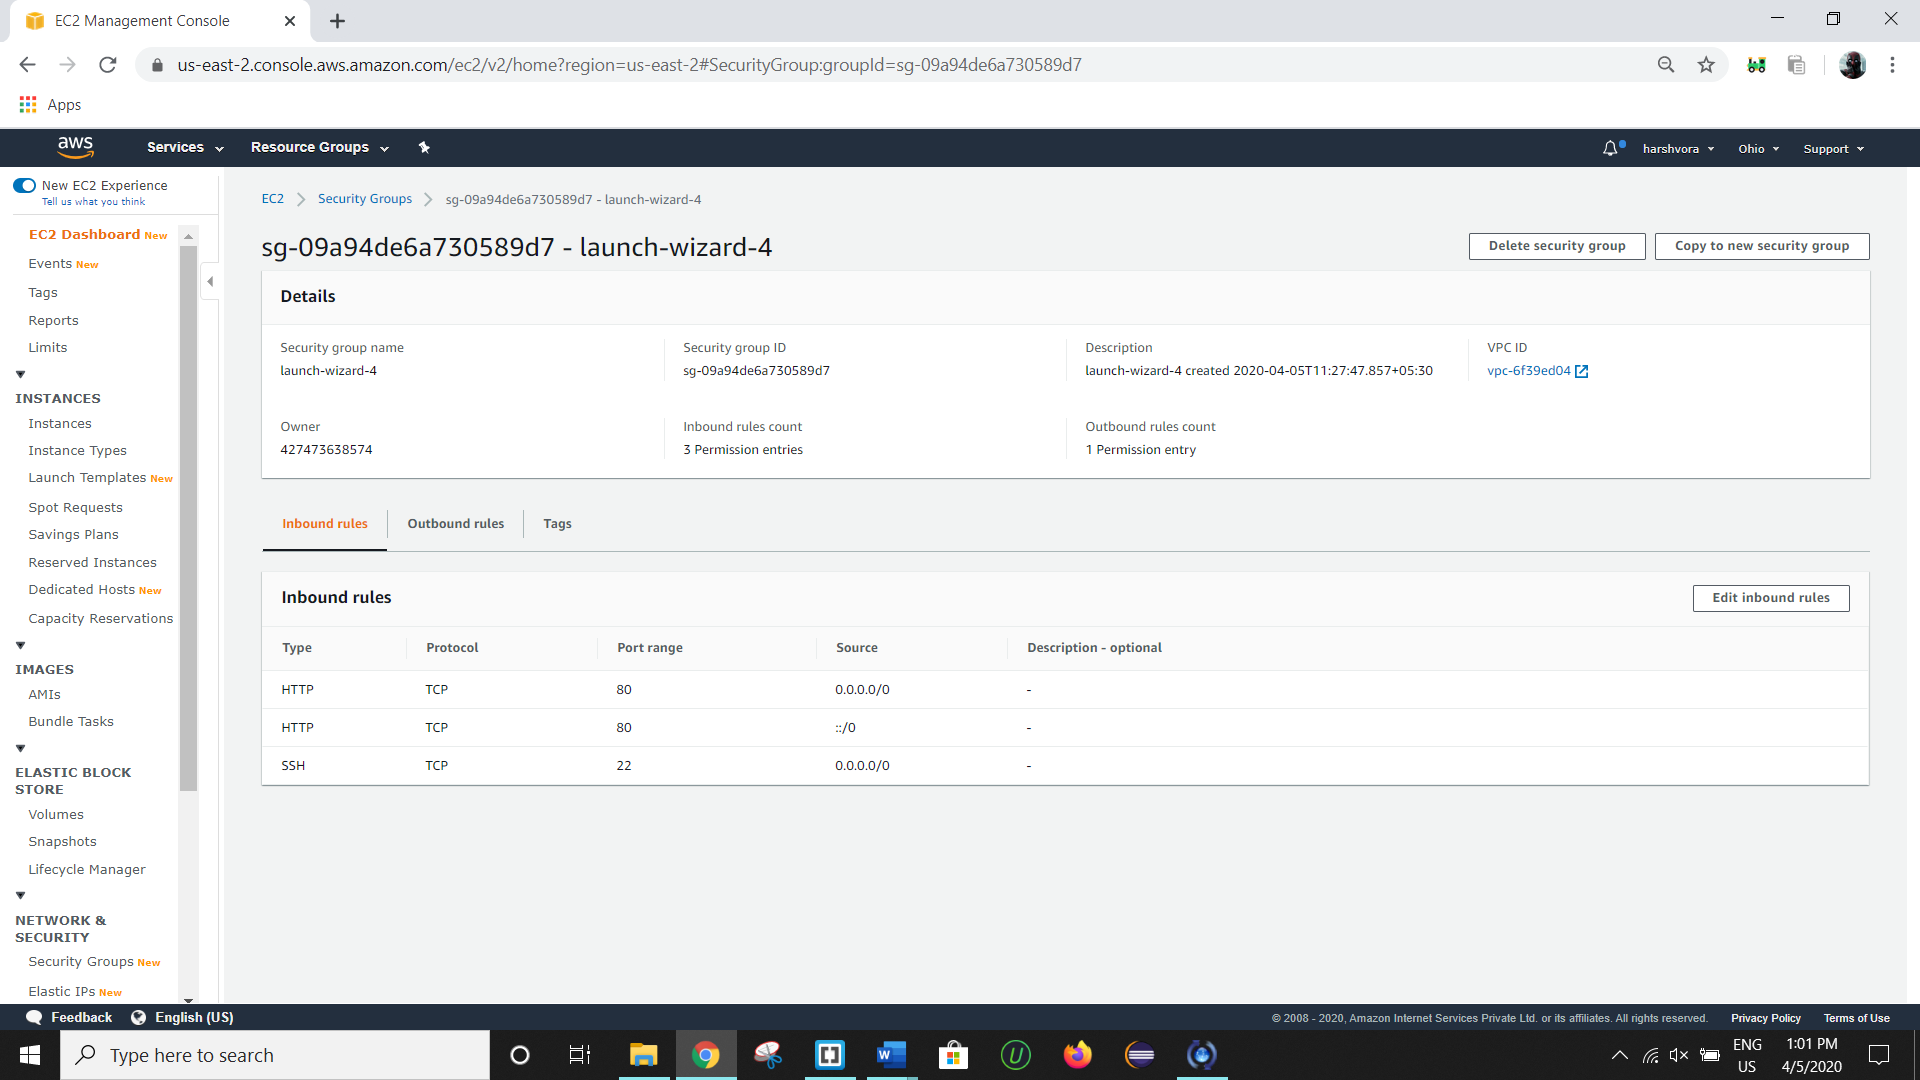 EC2 Management Console
us-east-2.console.aws.amazon.com/ec2/v2/home?region=us-east-2#SecurityGroup:groupId=sg-09a94de6a730589d7
Apps
aws
Services
Resource Groups
harshvora
Ohio
Support
New EC2 Experience
Tell us what you think
EC2 Dashboard New
Events New
Tags
Reports
Limits
INSTANCES
Instances
Instance Types
Launch Templates New
Spot Requests
Savings Plans
Reserved Instances
Dedicated Hosts New
Capacity Reservations
IMAGES
AMIs
Bundle Tasks
ELASTIC BLOCK
STORE
Volumes
Snapshots
Lifecycle Manager
NETWORK &
SECURITY
Security Groups New
Elastic IPs New
EC2 > Security Groups > sg-09a94de6a730589d7 - launch-wizard-4
sg-09a94de6a730589d7 - launch-wizard-4
Delete security group
Copy to new security group
Details
Security group name
launch-wizard-4
Security group ID
sg-09a94de6a730589d7
Description
launch-wizard-4 created 2020-04-05T11:27:47.857+05:30
VPC ID
vpc-6f39ed04
Owner
427473638574
Inbound rules count
3 Permission entries
Outbound rules count
1 Permission entry
Inbound rules
Outbound rules
Tags
Inbound rules
Edit inbound rules
Type Protocol Port range Source Description - optional
HTTP TCP 80 0.0.0.0/0 -
HTTP TCP 80 ::/0 -
SSH TCP 22 0.0.0.0/0 -
Feedback
English (US)
© 2008 - 2020, Amazon Internet Services Private Ltd. or its affiliates. All rights reserved.
Privacy Policy
Terms of Use
Type here to search
ENG
US
1:01 PM
4/5/2020